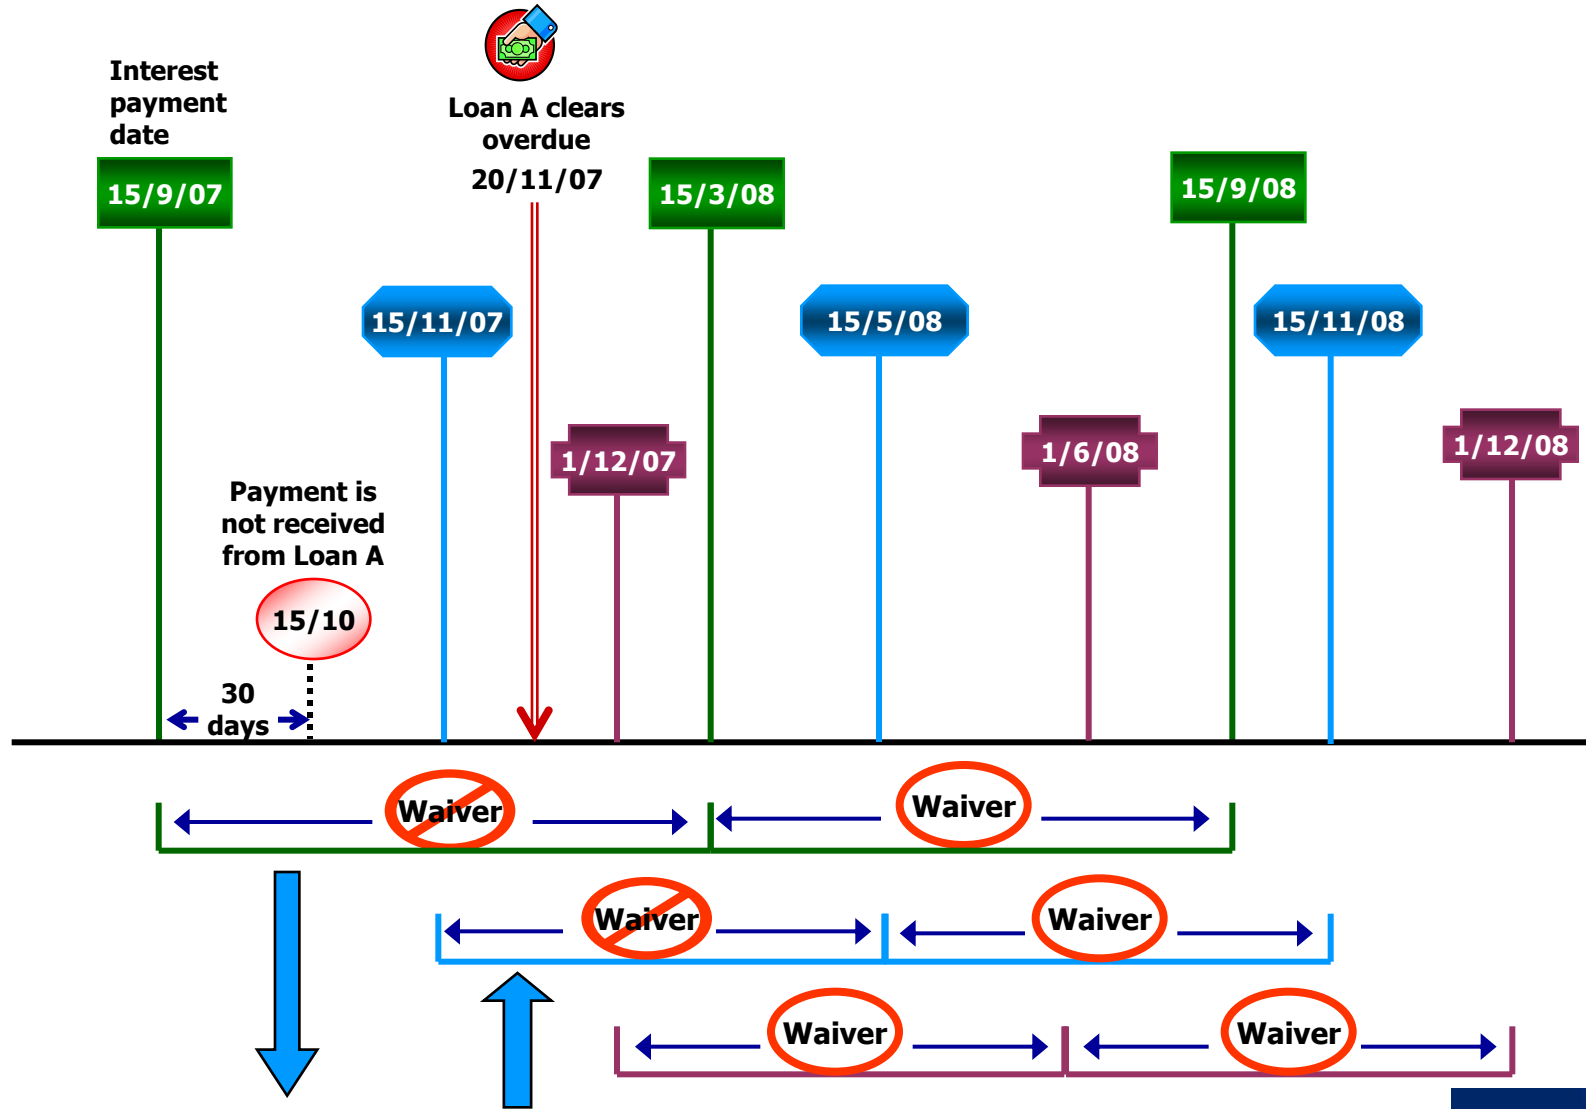 Interest
payment
date
15/9/07
Loan A clears
overdue
20/11/07
15/3/08
15/9/08
15/11/07
15/5/08
15/11/08
1/12/07
1/6/08
1/12/08
Payment is
not received
from Loan A
15/10
30
days
Waiver
Waiver
Waiver
Waiver
Waiver
Waiver